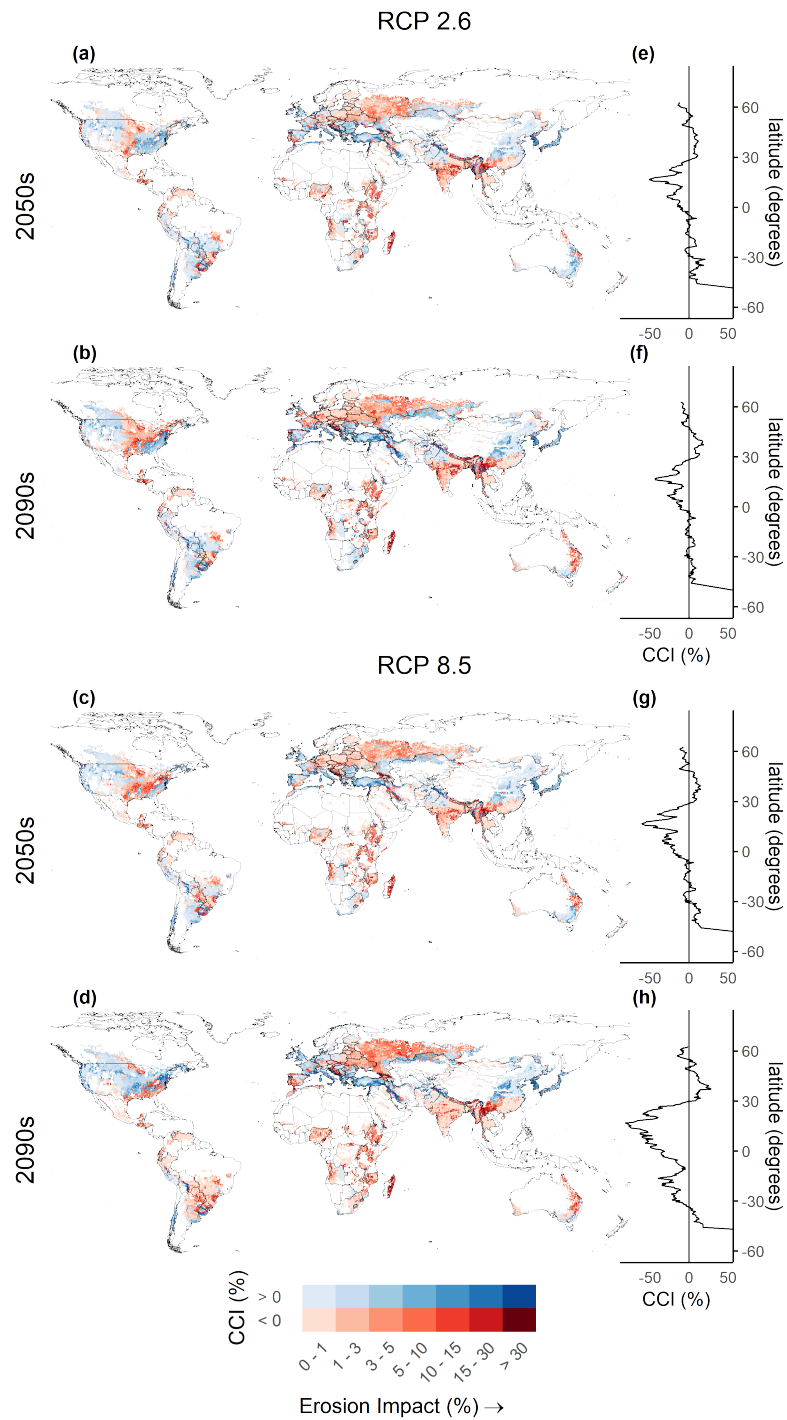 RCP 2.6
(a)
(e)
2050s
60
30
0
-30
-60
latitude (degrees)
-50 0 50
(b)
(f)
2090s
60
30
0
-30
-60
latitude (degrees)
-50 0 50
CCI (%)
RCP 8.5
(c)
(g)
2050s
60
30
0
-30
-60
latitude (degrees)
-50 0 50
(d)
(h)
2090s
60
30
0
-30
-60
latitude (degrees)
-50 0 50
CCI (%)
CCI (%)
> 0
< 0
0 - 1
1 - 3
3 - 5
5 - 10
10 - 15
15 - 30
> 30
Erosion Impact (%) →